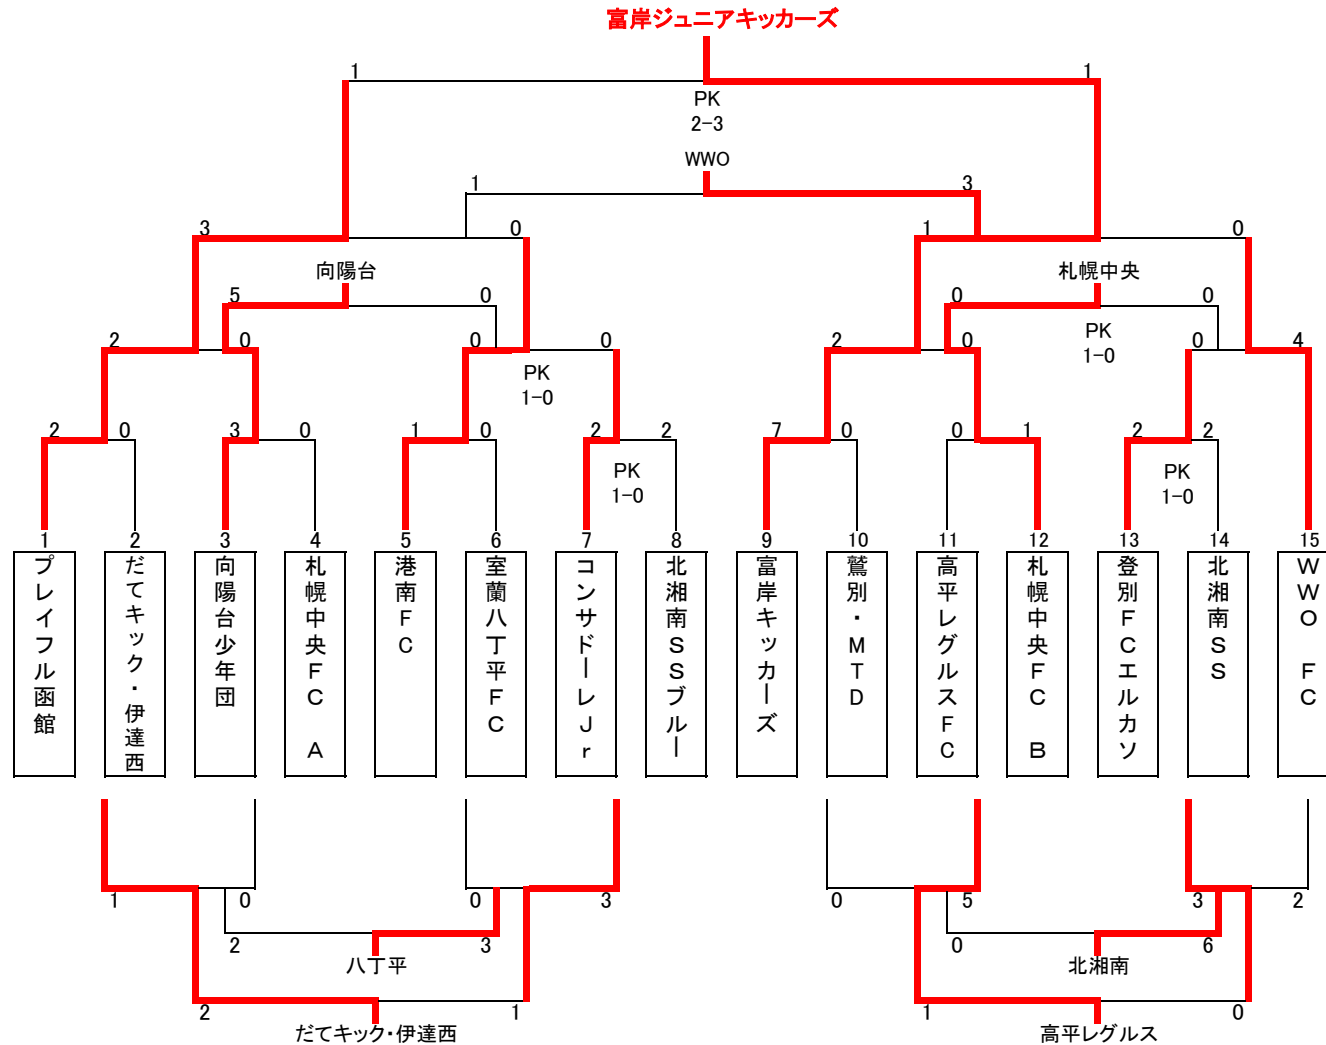 富岸ジュニアキッカーズ
1 1
PK
2-3
WWO
1 3
3 0 1 0
向陽台 札幌中央
5 0 0 0
PK
1-0
2 0 0 0 2 0 0 4
PK
1-0
2 0 3 0 1 0 2 2 7 0 0 1 2 2
PK PK
1-0 1-0
1 2 3 4 5 6 7 8 9 10 11 12 13 14 15
プレイフル函館
だてキック・伊達西
向陽台少年団
札幌中央FC A
港南FC
室蘭八丁平FC
コンサドーレJr
北湘南SSブルー
富岸キッカーズ
鷲別・MTD
高平レグルスFC
札幌中央FC B
登別FCエルカソ
北湘南SS
WWO FC
1 0 0 3 0 5 3 2
2 3 0 6
八丁平 北湘南
2 1 1 0
だてキック・伊達西 高平レグルス